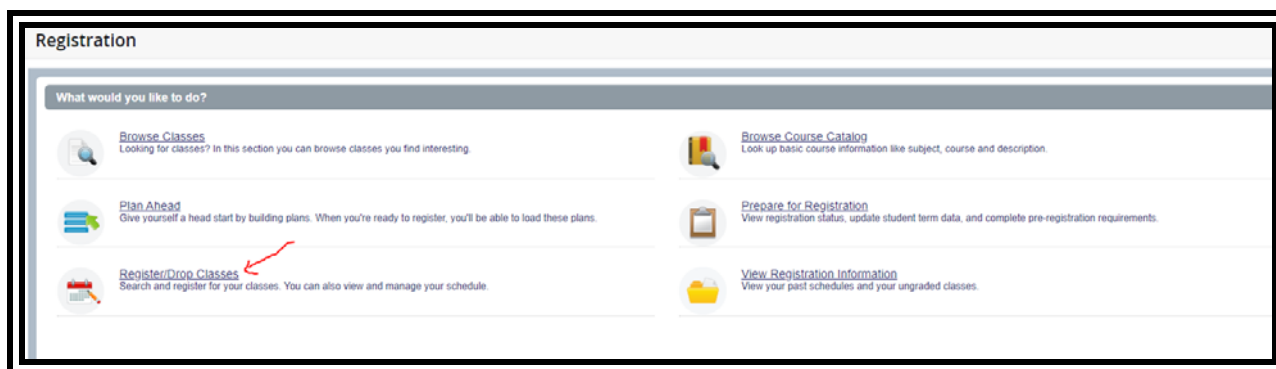 Registration
What would you like to do?
Browse Classes
Looking for classes? In this section you can browse classes you find interesting.
Browse Course Catalog
Look up basic course information like subject, course and description.
Plan Ahead
Give yourself a head start by building plans. When you're ready to register, you'll be able to load these plans.
Prepare for Registration
View registration status, update student term data, and complete pre-registration requirements.
Register/Drop Classes
Search and register for your classes. You can also view and manage your schedule.
View Registration Information
View your past schedules and your ungraded classes.